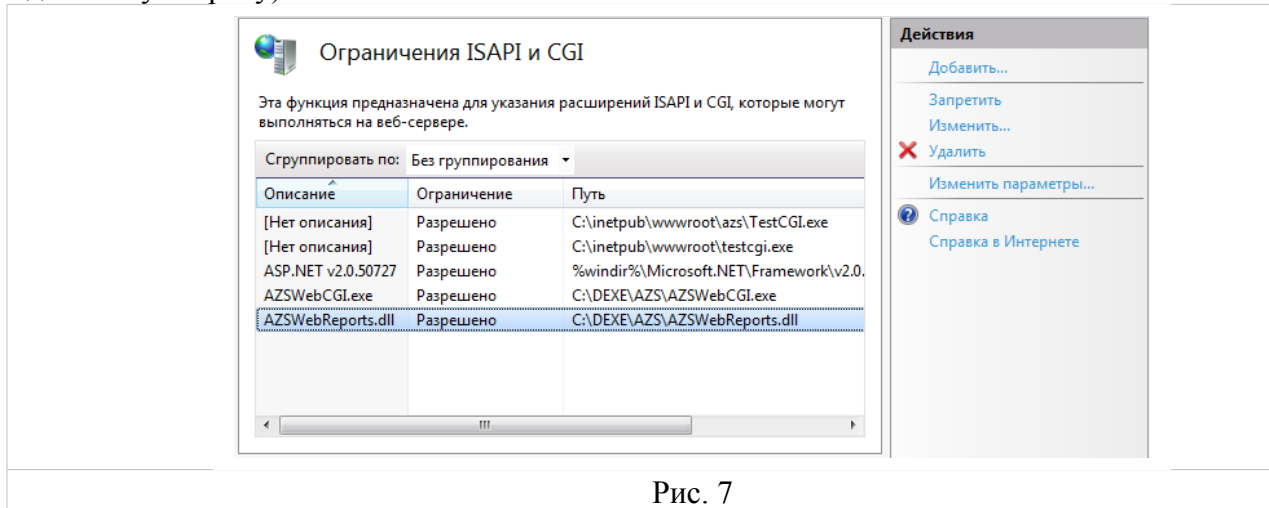 Ограничения ISAPI и CGI
Эта функция предназначена для указания расширений ISAPI и CGI, которые могут
выполняться на веб-сервере.
Сгруппировать по: Без группирования
Описание Ограничение Путь
[Нет описания] Разрешено C:\inetpub\wwwroot\azs\TestCGI.exe
[Нет описания] Разрешено C:\inetpub\wwwroot\testcgi.exe
ASP.NET v2.0.50727 Разрешено %windir%\Microsoft.NET\Framework\v2.0.
AZSWebCGI.exe Разрешено C:\DEXE\AZS\AZSWebCGI.exe
AZSWebReports.dll Разрешено C:\DEXE\AZS\AZSWebReports.dll
Действия
Добавить...
Запретить
Изменить...
Удалить
Изменить параметры...
Справка
Справка в Интернете
Рис. 7